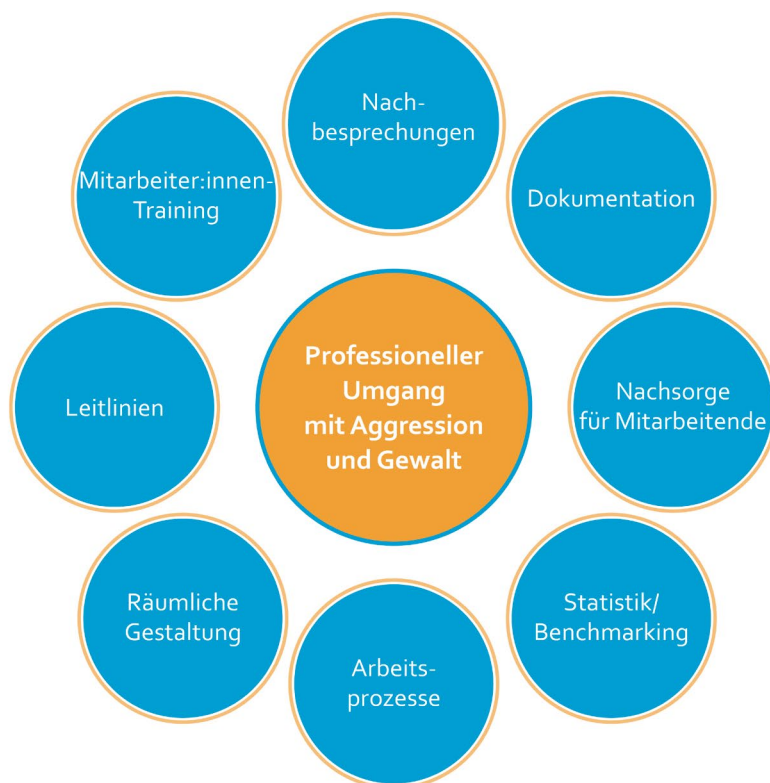 Nach-
besprechungen
Mitarbeiter:innen-
Training
Dokumentation
Professioneller
Umgang
mit Aggression
und Gewalt
Leitlinien
Nachsorge
für Mitarbeitende
Räumliche
Gestaltung
Statistik/
Benchmarking
Arbeits-
prozesse